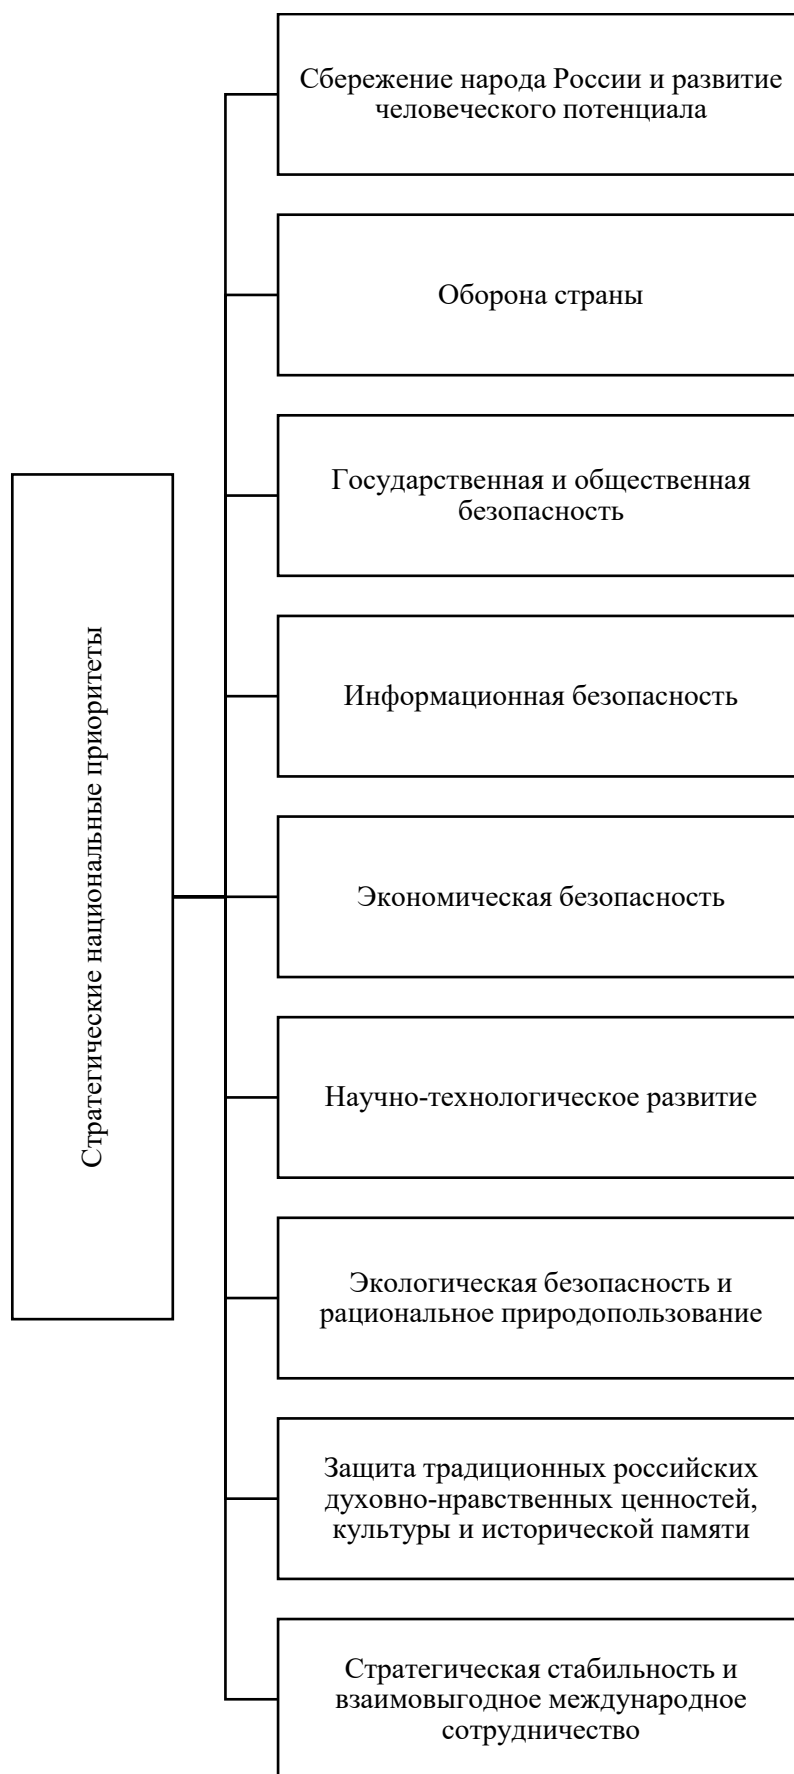 Сбережение народа России и развитие
человеческого потенциала
Оборона страны
Государственная и общественная
безопасность
Информационная безопасность
Стратегические национальные приоритеты
Экономическая безопасность
Научно-технологическое развитие
Экологическая безопасность и
рациональное природопользование
Защита традиционных российских
духовно-нравственных ценностей,
культуры и исторической памяти
Стратегическая стабильность и
взаимовыгодное международное
сотрудничество